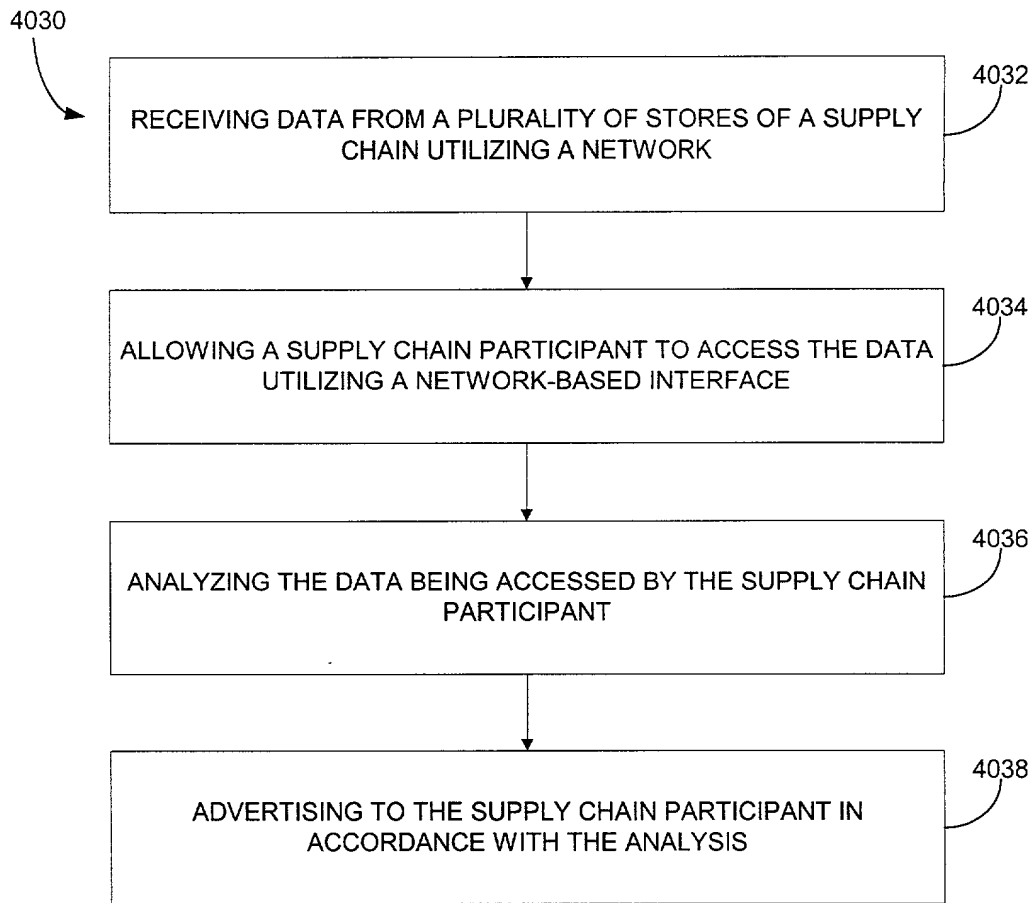 4030
4032
RECEIVING DATA FROM A PLURALITY OF STORES OF A SUPPLY
CHAIN UTILIZING A NETWORK
4034
ALLOWING A SUPPLY CHAIN PARTICIPANT TO ACCESS THE DATA
UTILIZING A NETWORK-BASED INTERFACE
4036
ANALYZING THE DATA BEING ACCESSED BY THE SUPPLY CHAIN
PARTICIPANT
4038
ADVERTISING TO THE SUPPLY CHAIN PARTICIPANT IN
ACCORDANCE WITH THE ANALYSIS